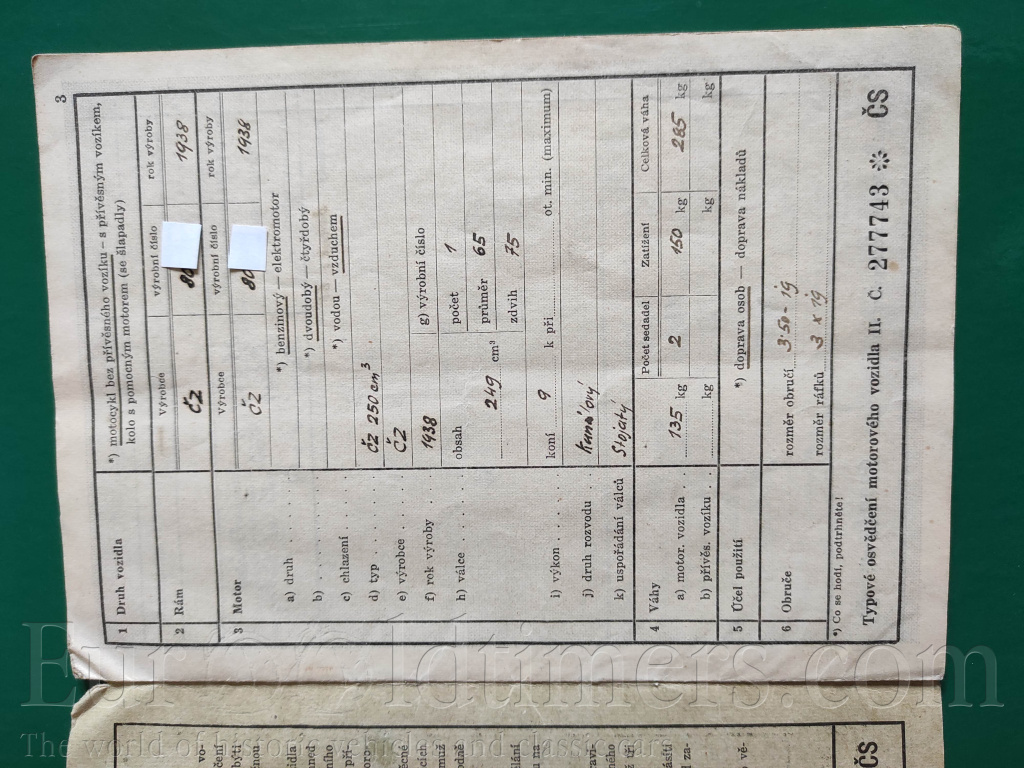 3
*) motocykl bez přívěsného vozíku – s přívěsným vozíkem,
kolo s pomocným motorem (se šlapadly)
1 Druh vozidla
2 Rám
výrobce výrobní číslo rok výroby
ČZ 80 1938
3 Motor
výrobce výrobní číslo rok výroby
ČZ 80 1938
a) druh . . . . *) benzinový — elektromotor
b) . . . . . . *) dvoudobý — čtyřdobý
c) chlazení . . . *) vodou — vzduchem
d) typ . . . . . ČZ 250 cm³
e) výrobce . . . ČZ
f) rok výroby 1938 g) výrobní číslo
h) válce . . . . obsah počet 1
249 cm³ průměr 65
zdvih 75
i) výkon . . . . koní 9 k při ot. min. (maximum)
j) druh rozvodu . Kanálový
k) uspořádání válců Stojatý
4 Váhy
Počet sedadel Zatížení Celková váha
a) motor. vozidla . 135 kg 2 150 kg 285 kg
b) přívěs. vozíku . kg kg kg
5 Účel použití *) doprava osob — doprava nákladů
6 Obruče
rozměr obručí 3·50 - 19
rozměr ráfků 3 x 19
*) Co se hodí, podtrhněte!
Typové osvědčení motorového vozidla II. C. 277743 ČS
ČS
EuroOldtimers.com
The world of historic vehicles and classic cars